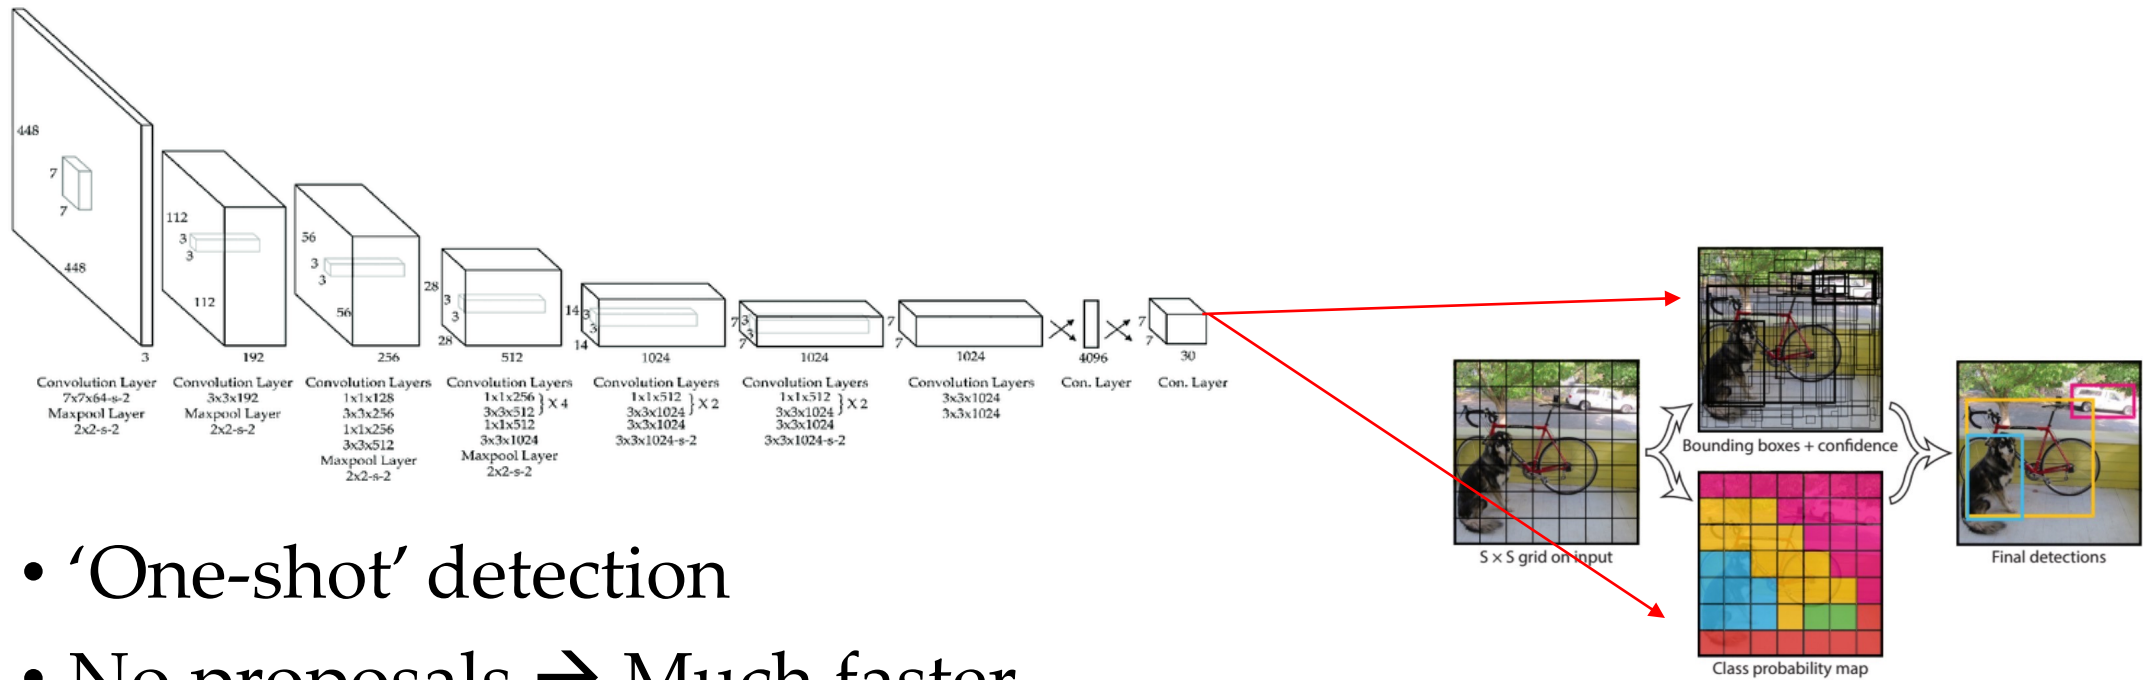 448
7
7
448
3
112
3
3
112
192
56
3
3
56
256
28
3
3
28
512
14
3
3
14
1024
7
3
3
7
1024
7
7
1024
4096
7
7
30
Convolution Layer
7x7x64-s-2
Maxpool Layer
2x2-s-2
Convolution Layer
3x3x192
Maxpool Layer
2x2-s-2
Convolution Layers
1x1x128
3x3x256
1x1x256
3x3x512
Maxpool Layer
2x2-s-2
Convolution Layers
1x1x256
3x3x512 } X 4
1x1x512
3x3x1024
Maxpool Layer
2x2-s-2
Convolution Layers
1x1x512
3x3x1024 } X 2
3x3x1024
3x3x1024-s-2
Convolution Layers
1x1x512
3x3x1024 } X 2
3x3x1024
3x3x1024-s-2
Convolution Layers
3x3x1024
3x3x1024
Con. Layer
Con. Layer
S × S grid on input
Bounding boxes + confidence
Class probability map
Final detections
• ‘One-shot’ detection
• No proposals → Much faster